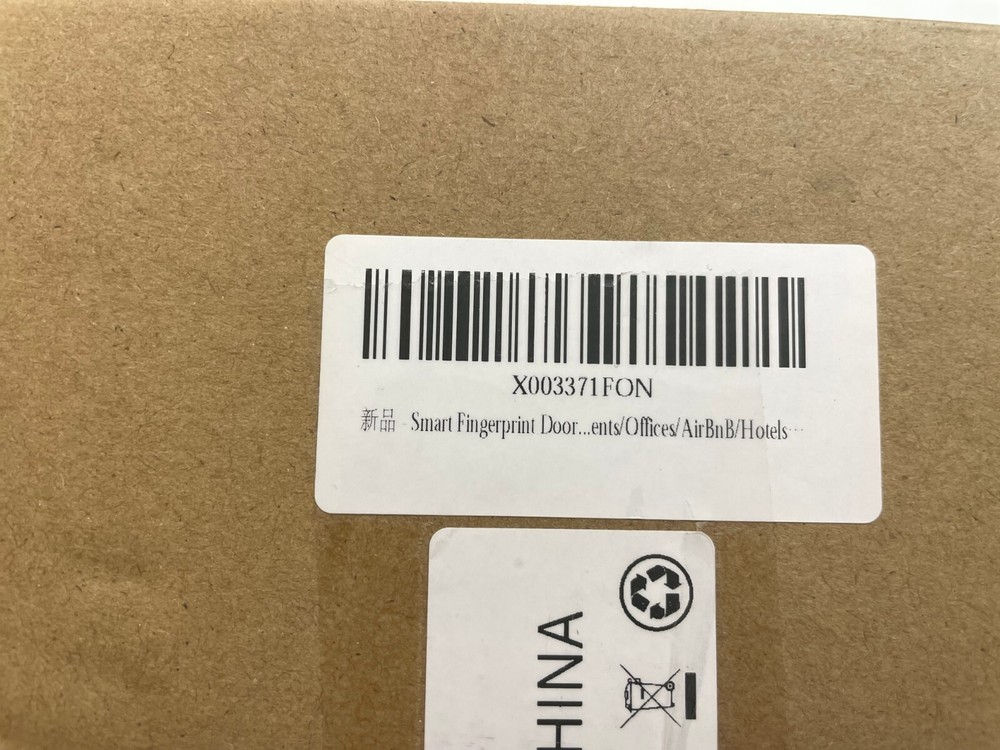 X003371FON
新品 - Smart Fingerprint Door...ents/Offices/AirBnB/Hotels...
HINA